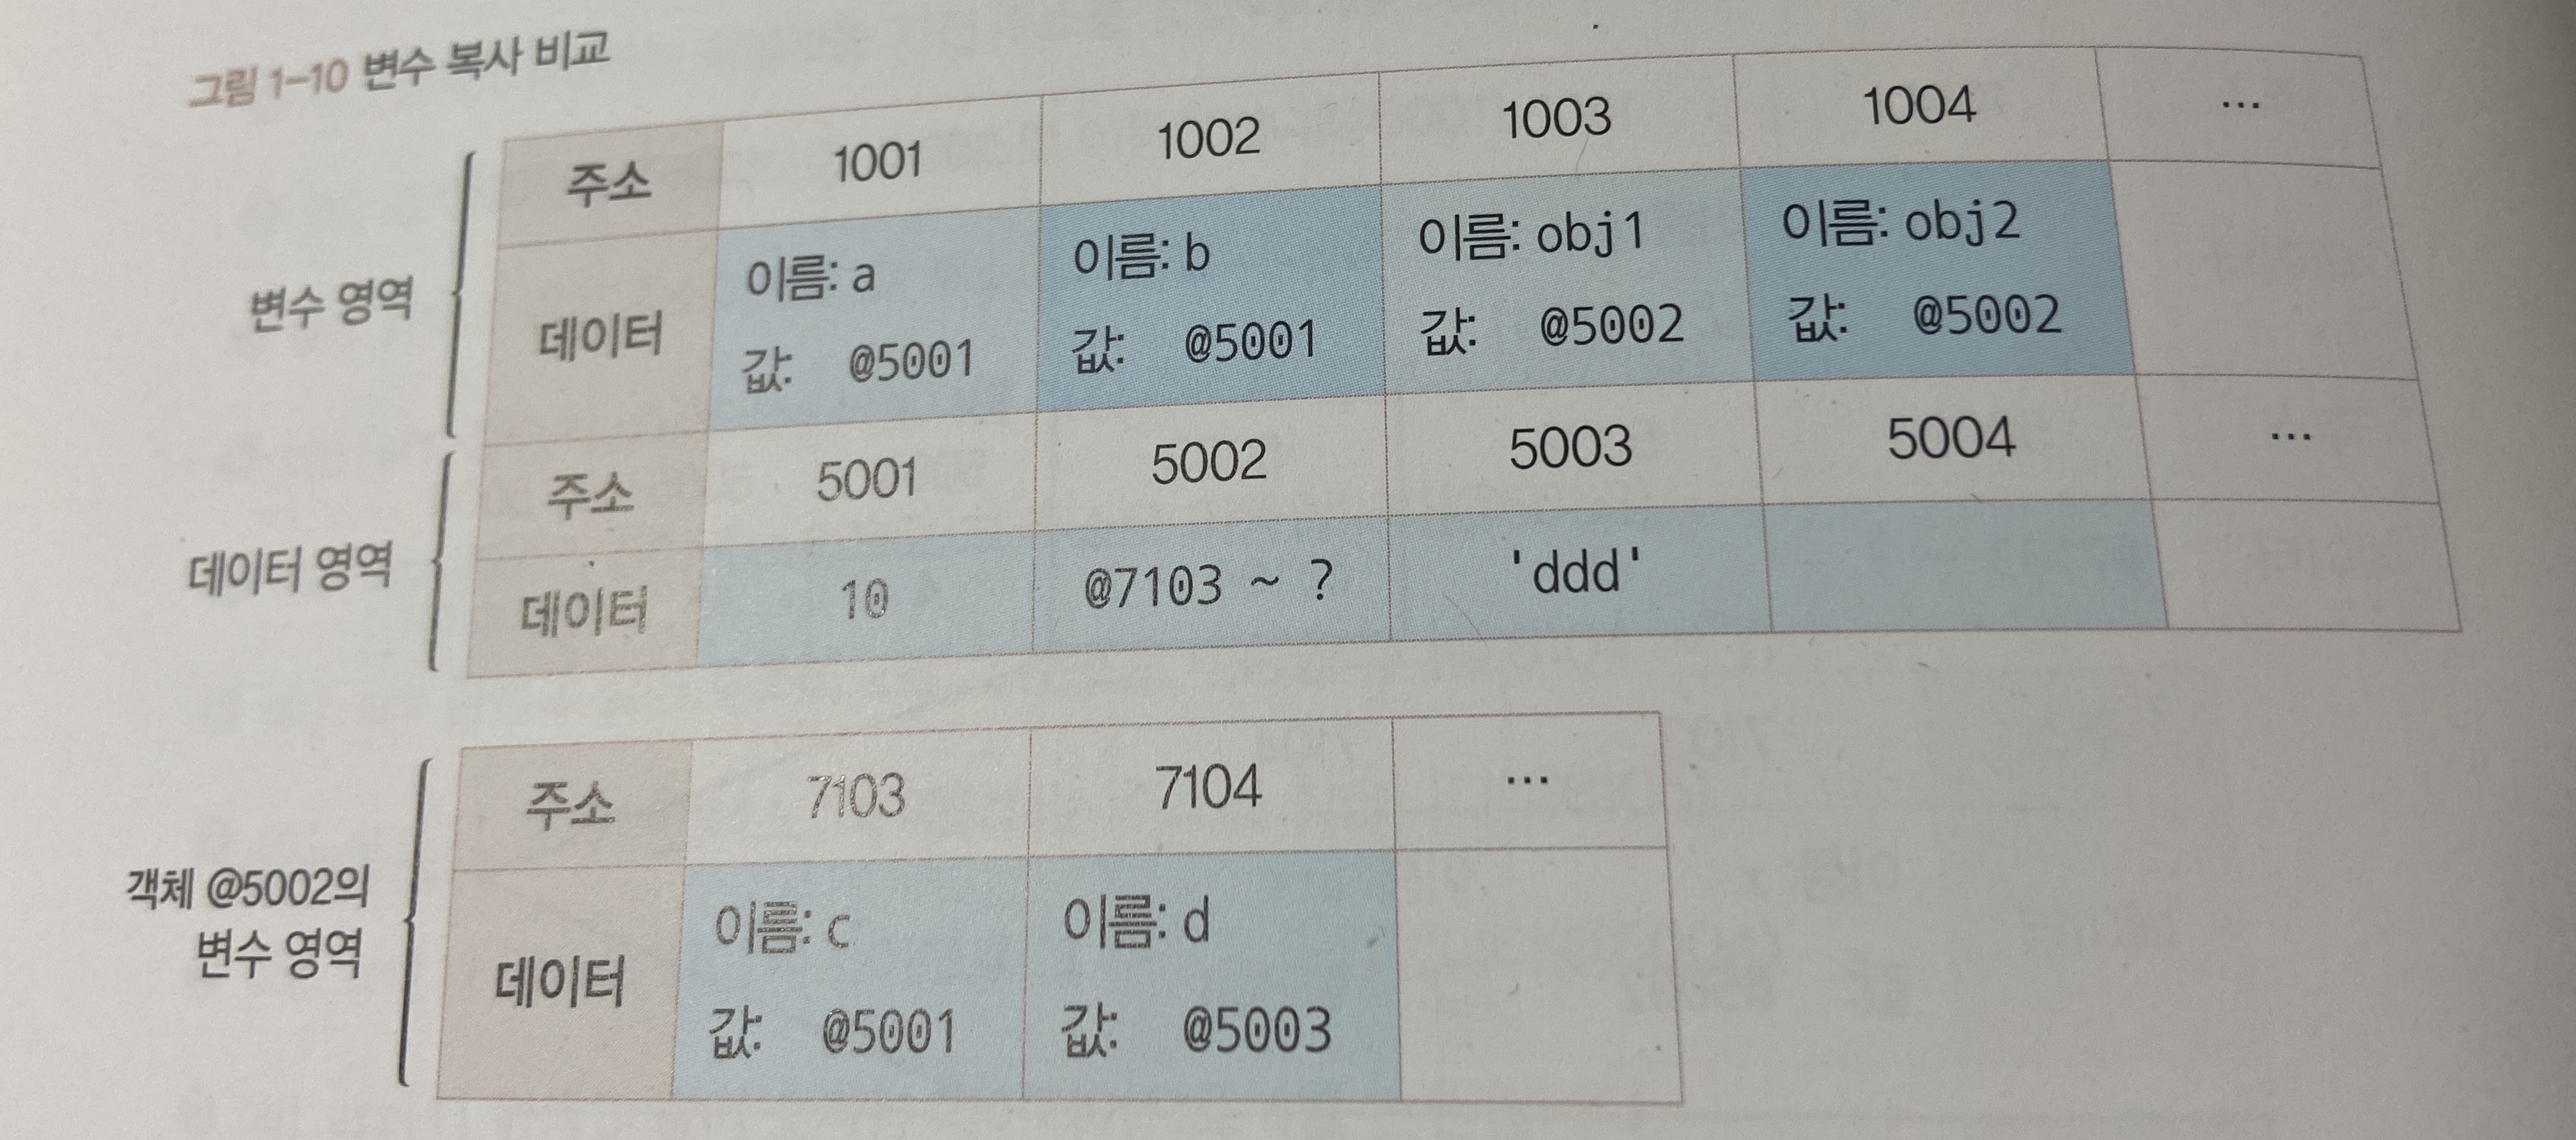 그림 1-10 변수 복사 비교
변수 영역
주소 1001 1002 1003 1004 ...
데이터
이름: a 이름: b 이름: obj1 이름: obj2
값: @5001 값: @5001 값: @5002 값: @5002
데이터 영역
주소 5001 5002 5003 5004 ...
데이터 10 @7103 ~ ? 'ddd'
객체 @5002의
변수 영역
주소 7103 7104 ...
데이터
이름: c 이름: d
값: @5001 값: @5003